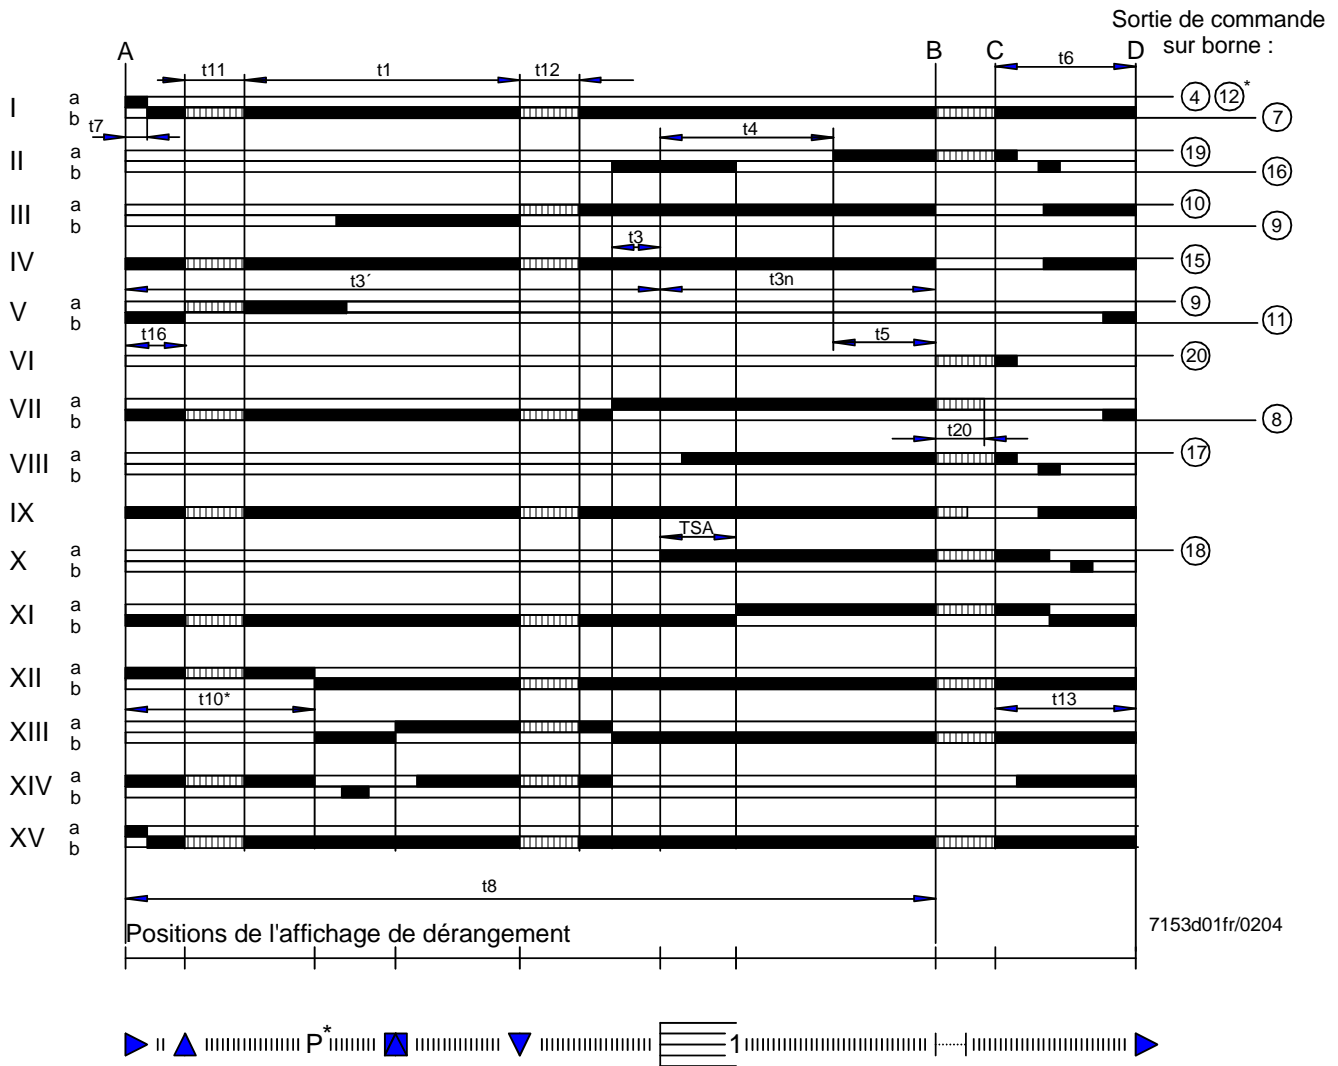 Sortie de commande
sur borne :
A B C D
t11 t1 t12 t6
I a 4 12*
b 7
t7 t4
II a 19
b 16
III a 10
b 9
t3
IV 15
t3´ t3n
V a 9
b 11
t16 t5
VI 20
VII a
b 8
t20
VIII a 17
b
IX
TSA
X a 18
b
XI a
b
XII a
b
t10* t13
XIII a
b
XIV a
b
XV a
b
t8
Positions de l'affichage de dérangement
7153d01fr/0204
P* 1